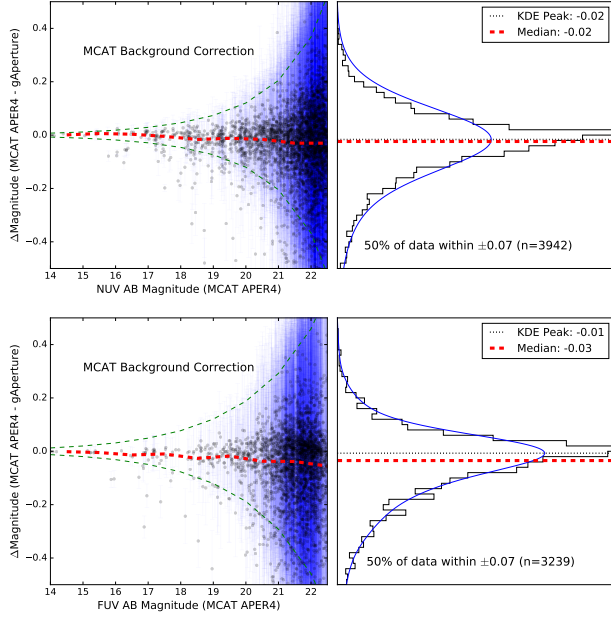 MCAT Background Correction
ΔMagnitude (MCAT APER4 - gAperture)
0.4
0.2
0.0
−0.2
−0.4
14 15 16 17 18 19 20 21 22
NUV AB Magnitude (MCAT APER4)
KDE Peak: -0.02
Median: -0.02
50% of data within ±0.07 (n=3942)
MCAT Background Correction
ΔMagnitude (MCAT APER4 - gAperture)
0.4
0.2
0.0
−0.2
−0.4
14 15 16 17 18 19 20 21 22
FUV AB Magnitude (MCAT APER4)
KDE Peak: -0.01
Median: -0.03
50% of data within ±0.07 (n=3239)